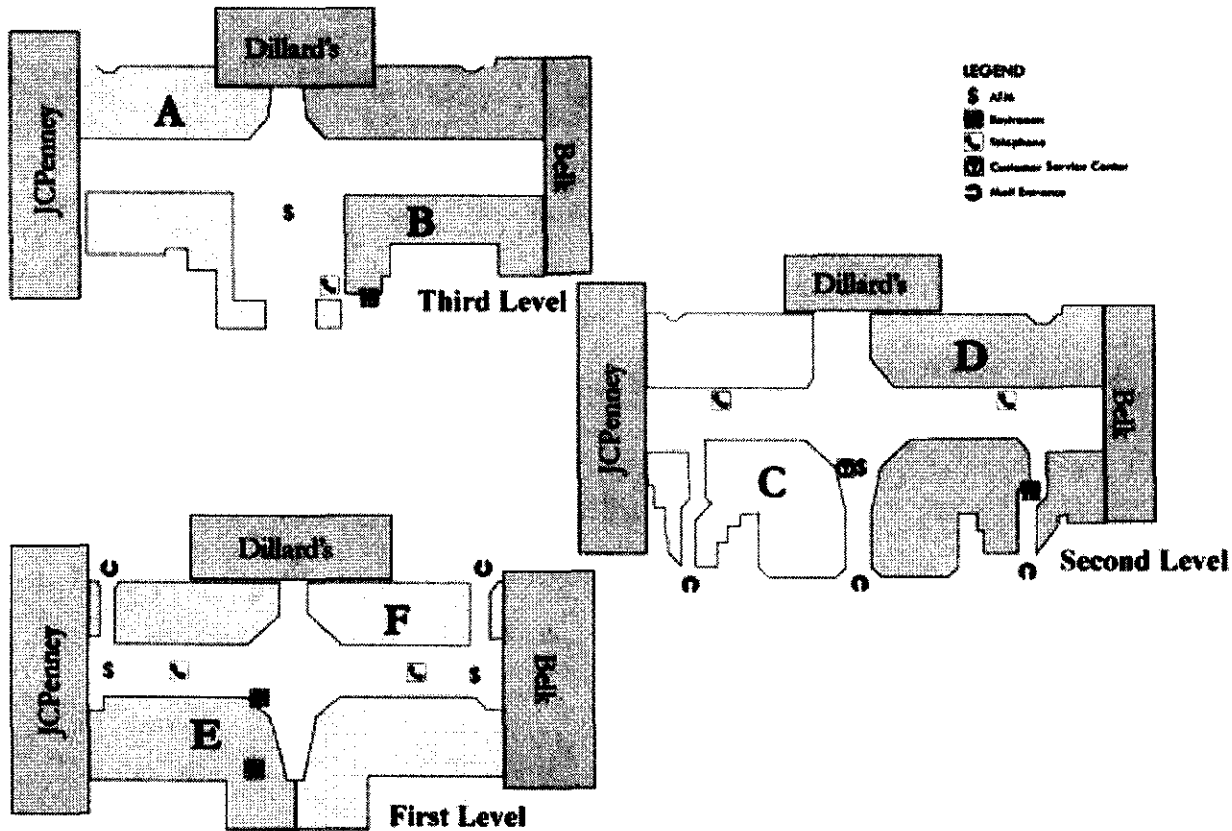 Dillard's
JCPenney
A
Belk
B
$
Third Level
LEGEND
$ ATM
Restroom
Telephone
Customer Service Center
Mall Entrance
Dillard's
JCPenney
D
Belk
C
$
Second Level
Dillard's
JCPenney
F
Belk
$
$
E
First Level